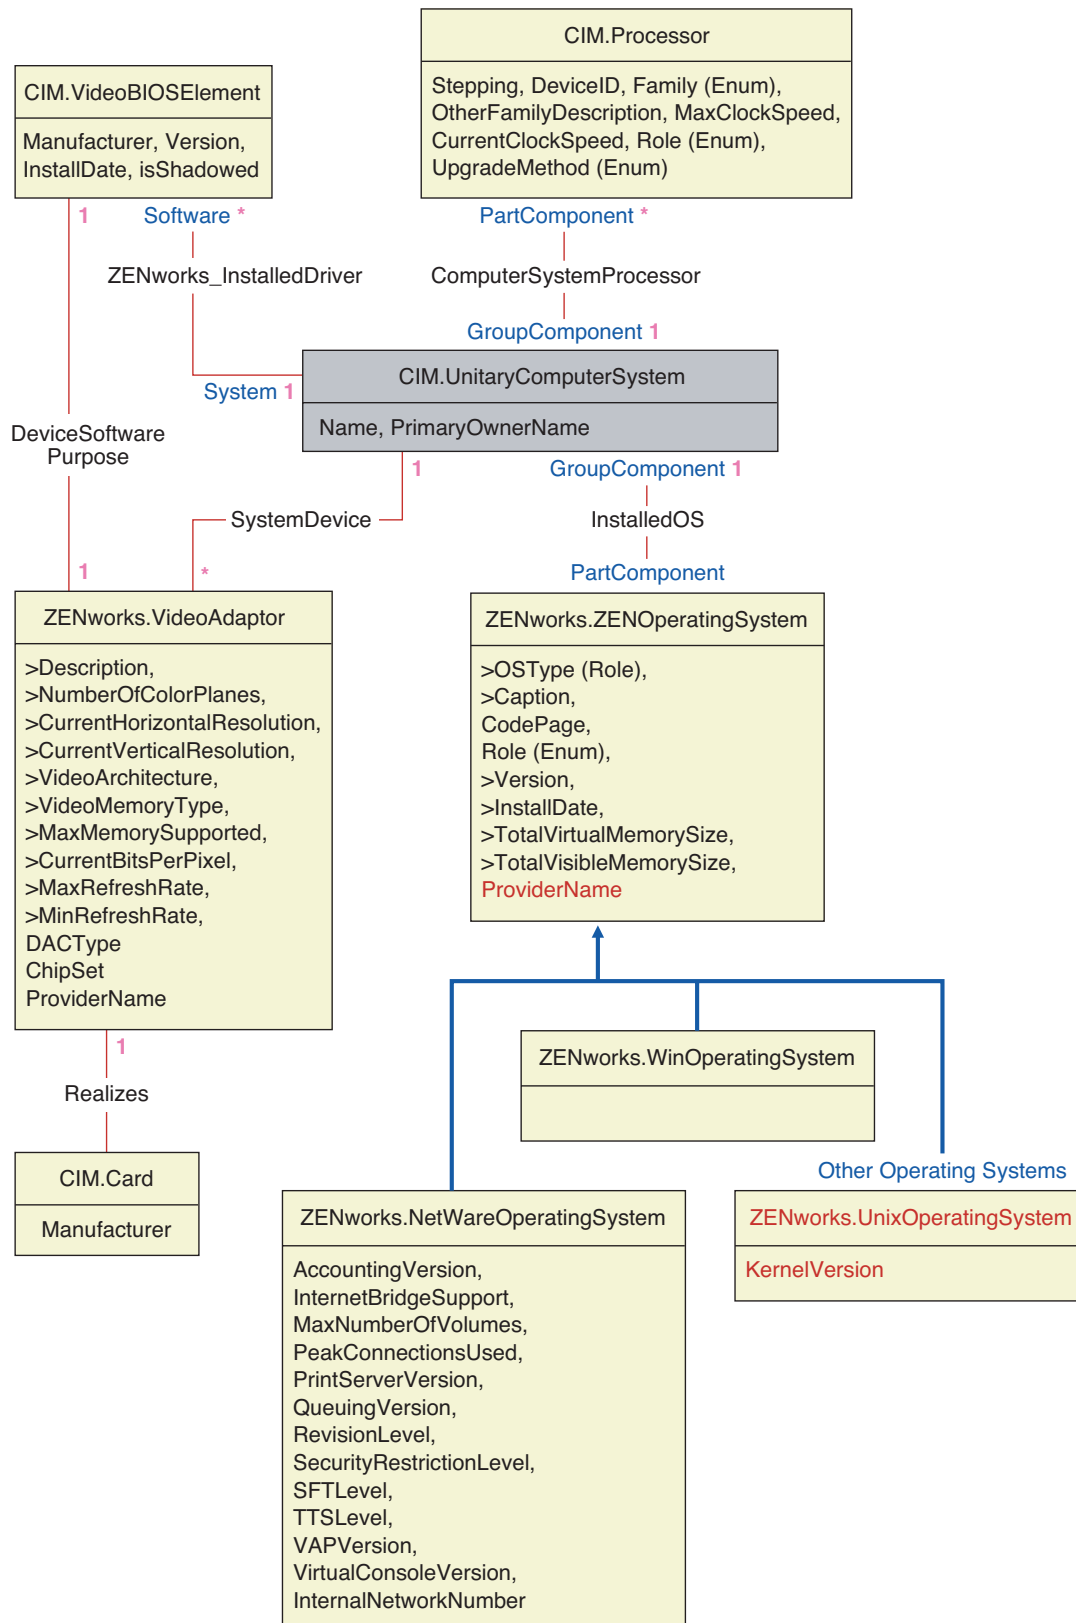 CIM.Processor
Stepping, DeviceID, Family (Enum),
OtherFamilyDescription, MaxClockSpeed,
CurrentClockSpeed, Role (Enum),
UpgradeMethod (Enum)
CIM.VideoBIOSElement
Manufacturer, Version,
InstallDate, isShadowed
1
Software *
PartComponent *
ZENworks_InstalledDriver
ComputerSystemProcessor
GroupComponent 1
System 1
CIM.UnitaryComputerSystem
Name, PrimaryOwnerName
DeviceSoftware
Purpose
1
GroupComponent 1
SystemDevice
InstalledOS
1
*
PartComponent
ZENworks.VideoAdaptor
>Description,
>NumberOfColorPlanes,
>CurrentHorizontalResolution,
>CurrentVerticalResolution,
>VideoArchitecture,
>VideoMemoryType,
>MaxMemorySupported,
>CurrentBitsPerPixel,
>MaxRefreshRate,
>MinRefreshRate,
DACType
ChipSet
ProviderName
ZENworks.ZENOperatingSystem
>OSType (Role),
>Caption,
CodePage,
Role (Enum),
>Version,
>InstallDate,
>TotalVirtualMemorySize,
>TotalVisibleMemorySize,
ProviderName
1
Realizes
CIM.Card
Manufacturer
ZENworks.WinOperatingSystem
Other Operating Systems
ZENworks.NetWareOperatingSystem
AccountingVersion,
InternetBridgeSupport,
MaxNumberOfVolumes,
PeakConnectionsUsed,
PrintServerVersion,
QueuingVersion,
RevisionLevel,
SecurityRestrictionLevel,
SFTLevel,
TTSLevel,
VAPVersion,
VirtualConsoleVersion,
InternalNetworkNumber
ZENworks.UnixOperatingSystem
KernelVersion